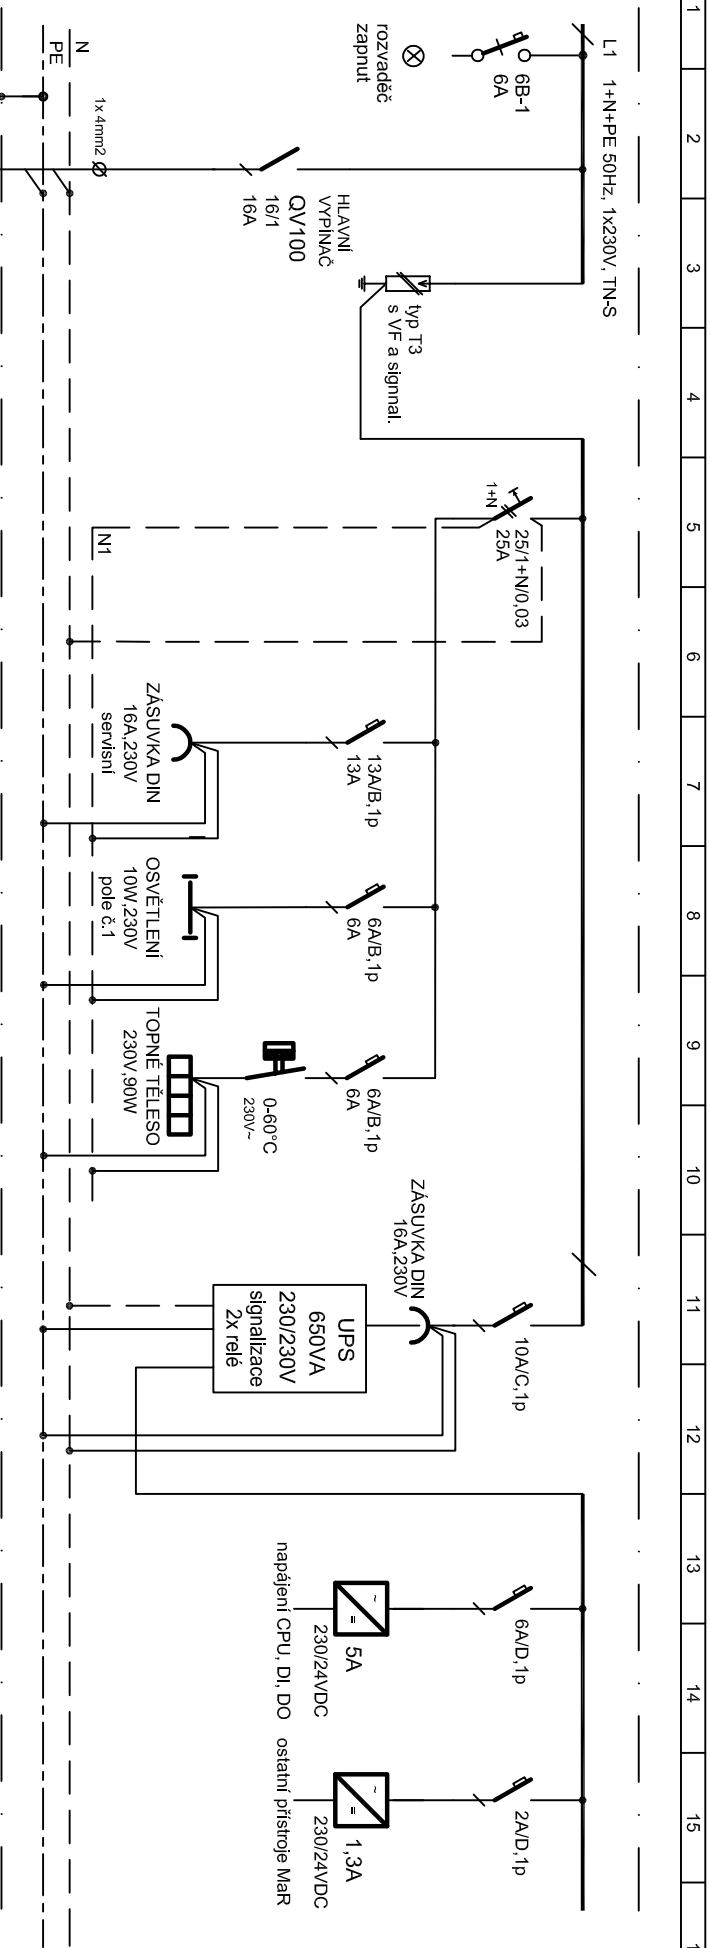 1
2
3
4
5
6
7
8
9
10
11
12
13
14
15
L1 1+N+PE 50Hz, 1x230V, TN-S
6B-1
6A
rozvaděč
zapnut
N
PE
1x4mm2
HLAVNÍ
VYPÍNAČ
QV100
16/1
16A
typ T3
s VF a signnal.
1+N
25/1+N/0,03
25A
N1
13A/B,1p
13A
ZÁSUVKA DIN
16A,230V
servisní
6A/B,1p
6A
OSVĚTLENÍ
10W,230V
pole č.1
6A/B,1p
6A
0-60°C
230V~
TOPNÉ TĚLESO
230V,90W
10A/C,1p
ZÁSUVKA DIN
16A,230V
UPS
650VA
230/230V
signalizace
2x relé
6A/D,1p
~
=
5A
230/24VDC
napájení CPU, DI, DO
2A/D,1p
~
=
1,3A
230/24VDC
ostatní přístroje MaR